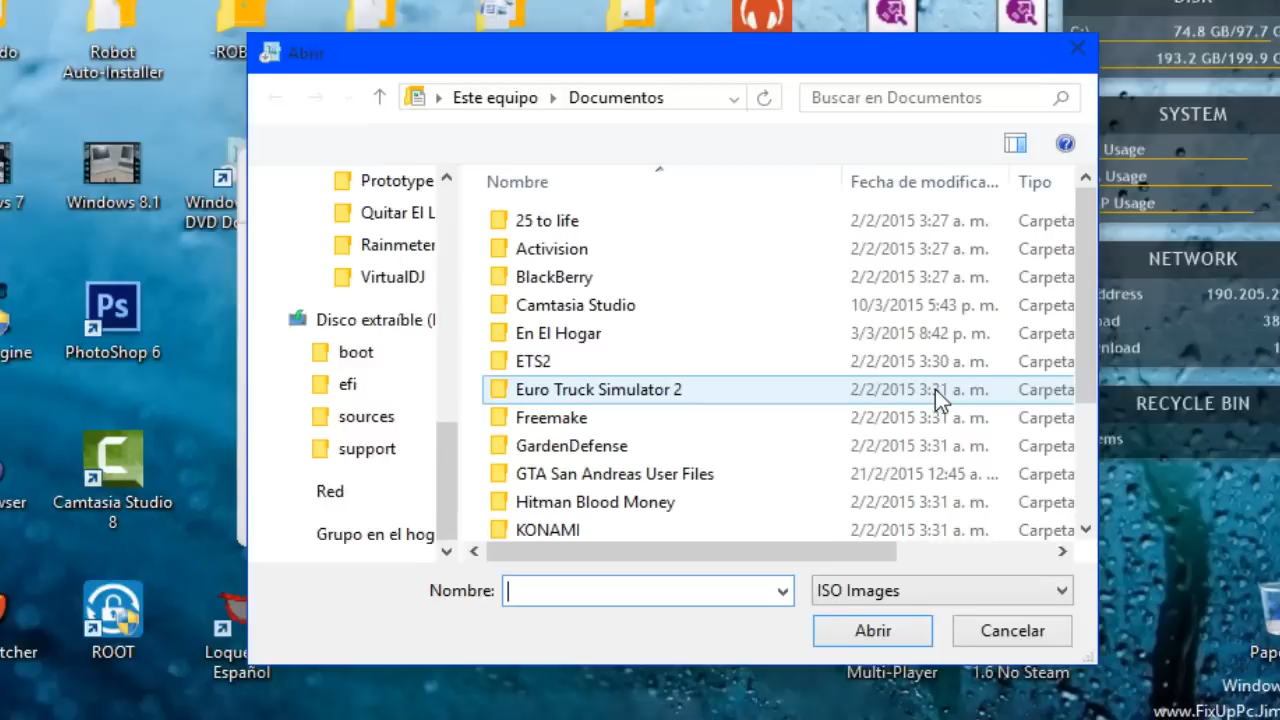 do
Robot
Auto-Installer
-ROB
DISK
C:\
74.8 GB/97.7 G
193.2 GB/199.9 G
Abrir
Este equipo
Documentos
Buscar en Documentos
SYSTEM
Usage
Usage
P Usage
Nombre
Fecha de modifica...
Tipo
Prototype
Quitar El L
Rainmeter
VirtualDJ
Disco extraíble (I
boot
efi
sources
support
Red
Grupo en el hog
25 to life
2/2/2015 3:27 a. m.
Carpeta
Activision
2/2/2015 3:27 a. m.
Carpeta
BlackBerry
2/2/2015 3:27 a. m.
Carpeta
Camtasia Studio
10/3/2015 5:43 p. m.
Carpeta
En El Hogar
3/3/2015 8:42 p. m.
Carpeta
ETS2
2/2/2015 3:30 a. m.
Carpeta
Euro Truck Simulator 2
2/2/2015 3:31 a. m.
Carpeta
Freemake
2/2/2015 3:31 a. m.
Carpeta
GardenDefense
2/2/2015 3:31 a. m.
Carpeta
GTA San Andreas User Files
21/2/2015 12:45 a. ...
Carpeta
Hitman Blood Money
2/2/2015 3:31 a. m.
Carpeta
KONAMI
2/2/2015 3:31 a. m.
Carpeta
Nombre:
ISO Images
Abrir
Cancelar
s 7
Windows 8.1
Windo
DVD Do
Ps
gine
PhotoShop 6
wser
Camtasia Studio
8
tcher
ROOT
Loque
Español
Multi-Player
1.6 No Steam
NETWORK
ddress
190.205.2
oad
38
nload
1.
RECYCLE BIN
ems
Pape
Window
www.FixUpPc.Jim